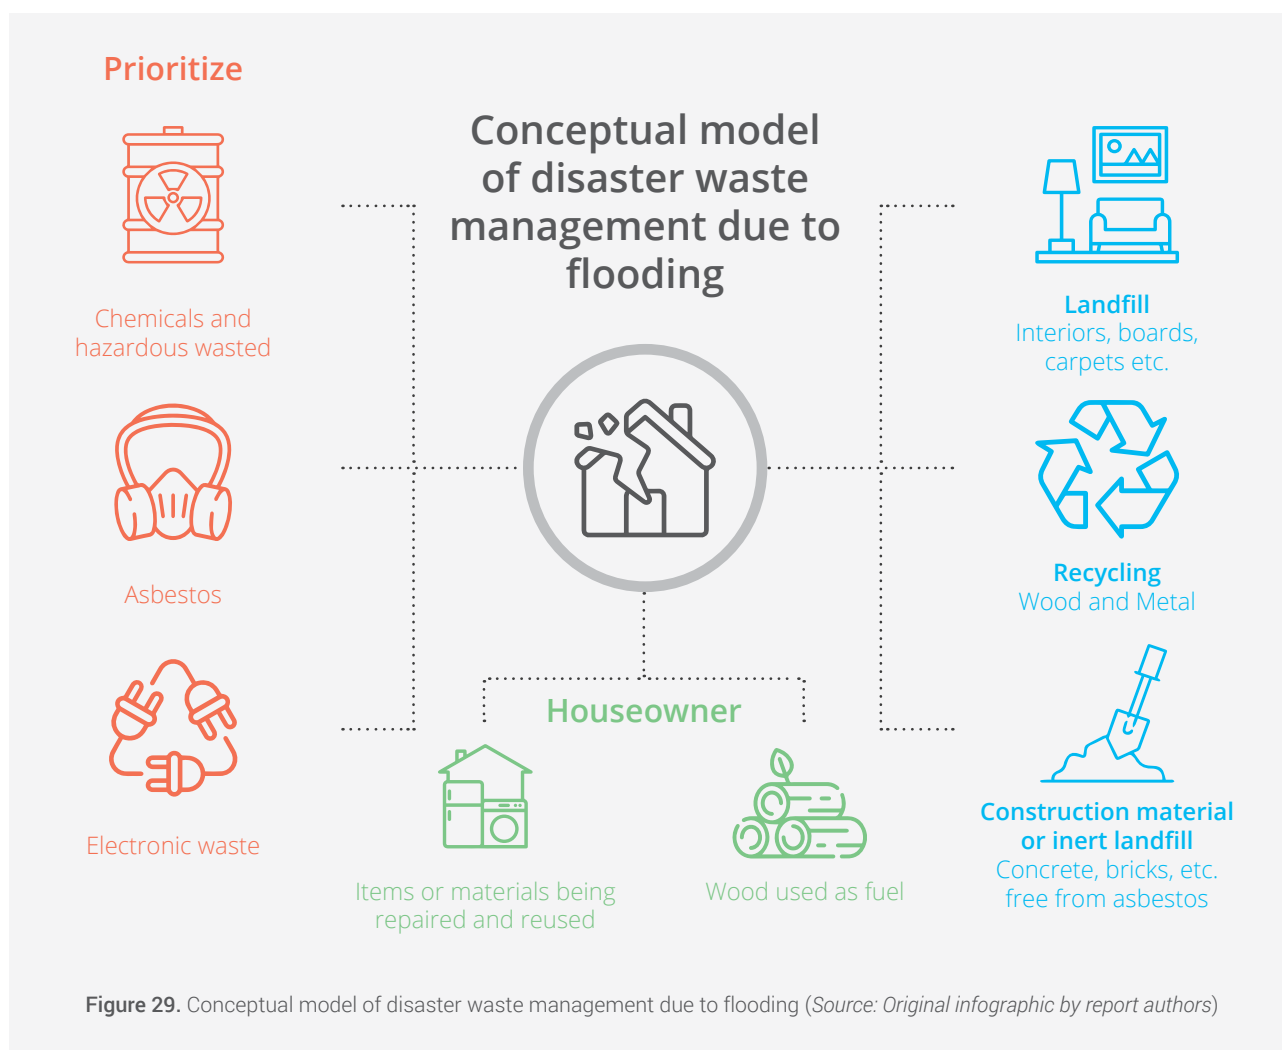 Prioritize
Chemicals and
hazardous wasted
Asbestos
Electronic waste
Conceptual model
of disaster waste
management due to
flooding
Houseowner
Items or materials being
repaired and reused
Wood used as fuel
Landfill
Interiors, boards,
carpets etc.
Recycling
Wood and Metal
Construction material
or inert landfill
Concrete, bricks, etc.
free from asbestos
Figure 29. Conceptual model of disaster waste management due to flooding (Source: Original infographic by report authors)